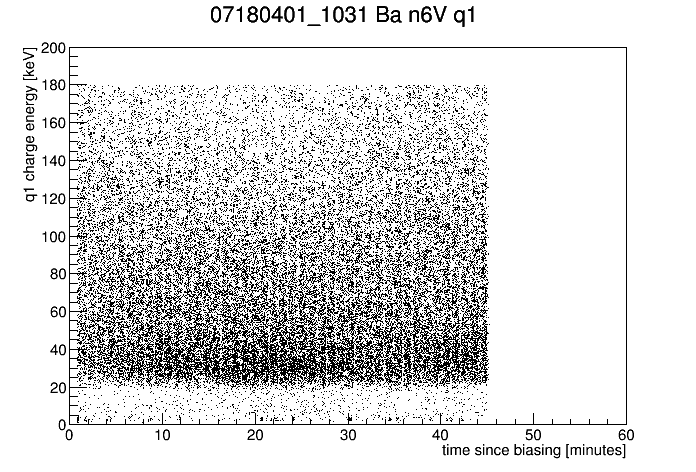 07180401_1031 Ba n6V q1
q1 charge energy [keV]
200
180
160
140
120
100
80
60
40
20
0
0 10 20 30 40 50 60
time since biasing [minutes]